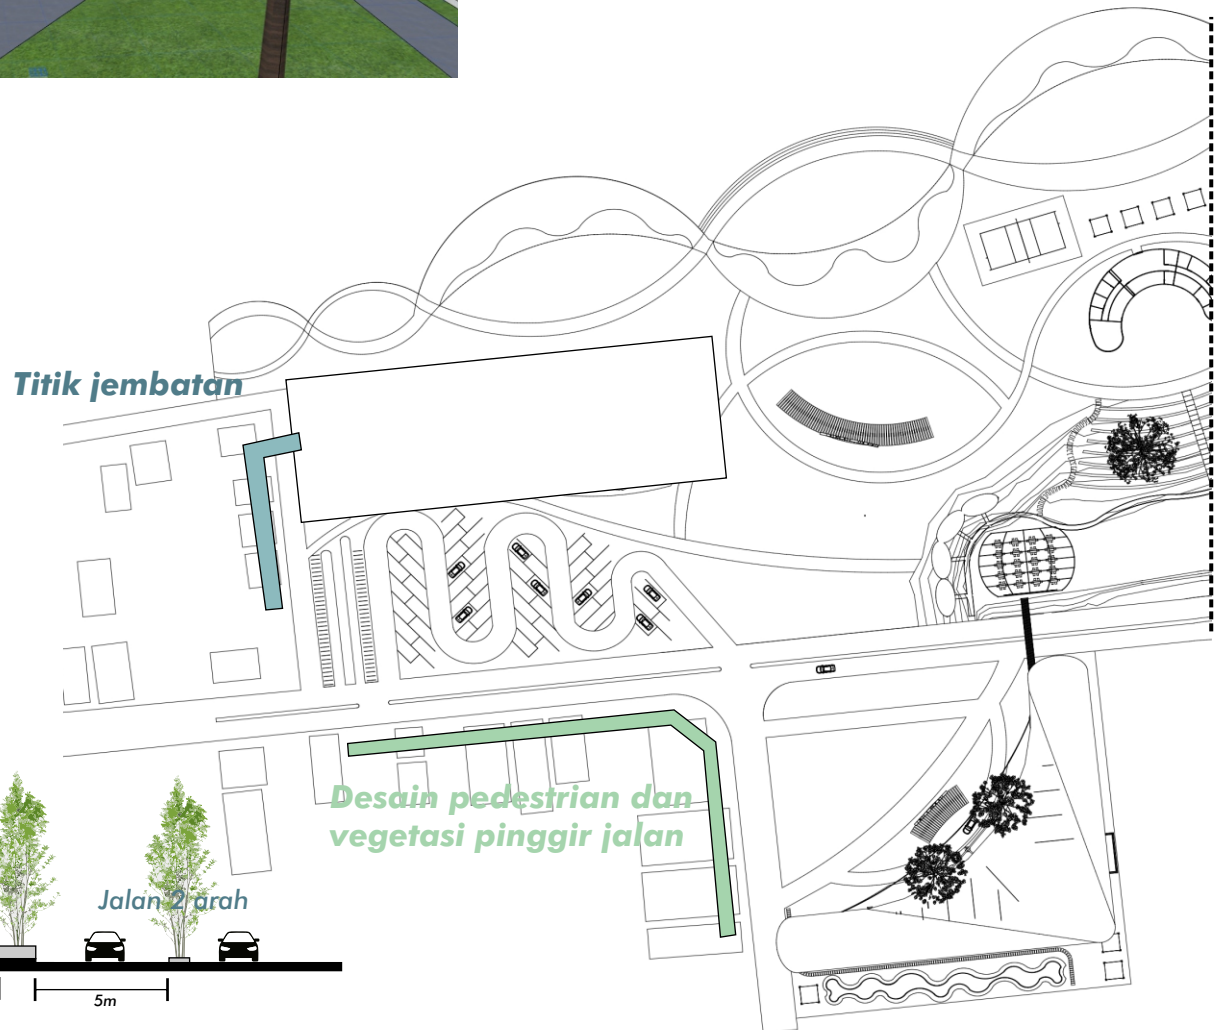 Titik jembatan
Desain pedestrian dan
vegetasi pinggir jalan
Jalan 2 arah
5m